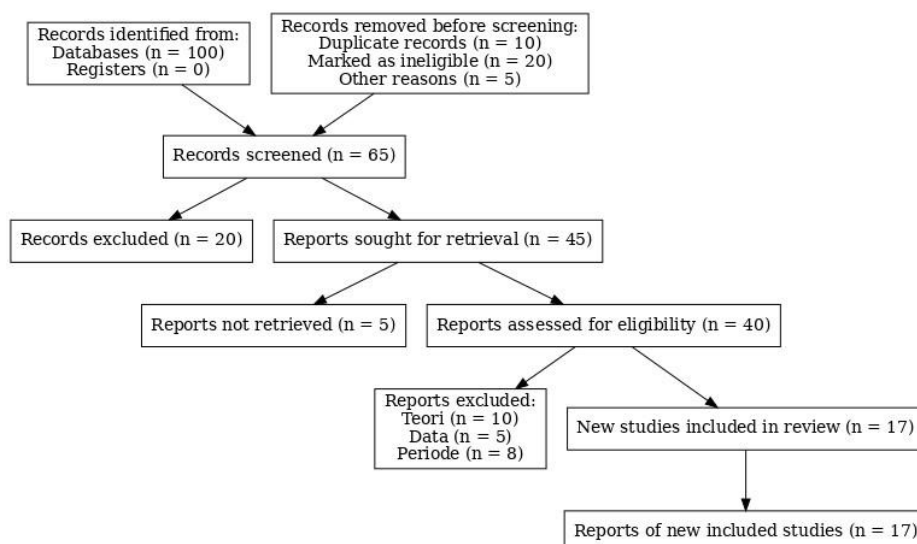 Records identified from:
Databases (n = 100)
Registers (n = 0)
Records removed before screening:
Duplicate records (n = 10)
Marked as ineligible (n = 20)
Other reasons (n = 5)
Records screened (n = 65)
Records excluded (n = 20)
Reports sought for retrieval (n = 45)
Reports not retrieved (n = 5)
Reports assessed for eligibility (n = 40)
Reports excluded:
Teori (n = 10)
Data (n = 5)
Periode (n = 8)
New studies included in review (n = 17)
Reports of new included studies (n = 17)